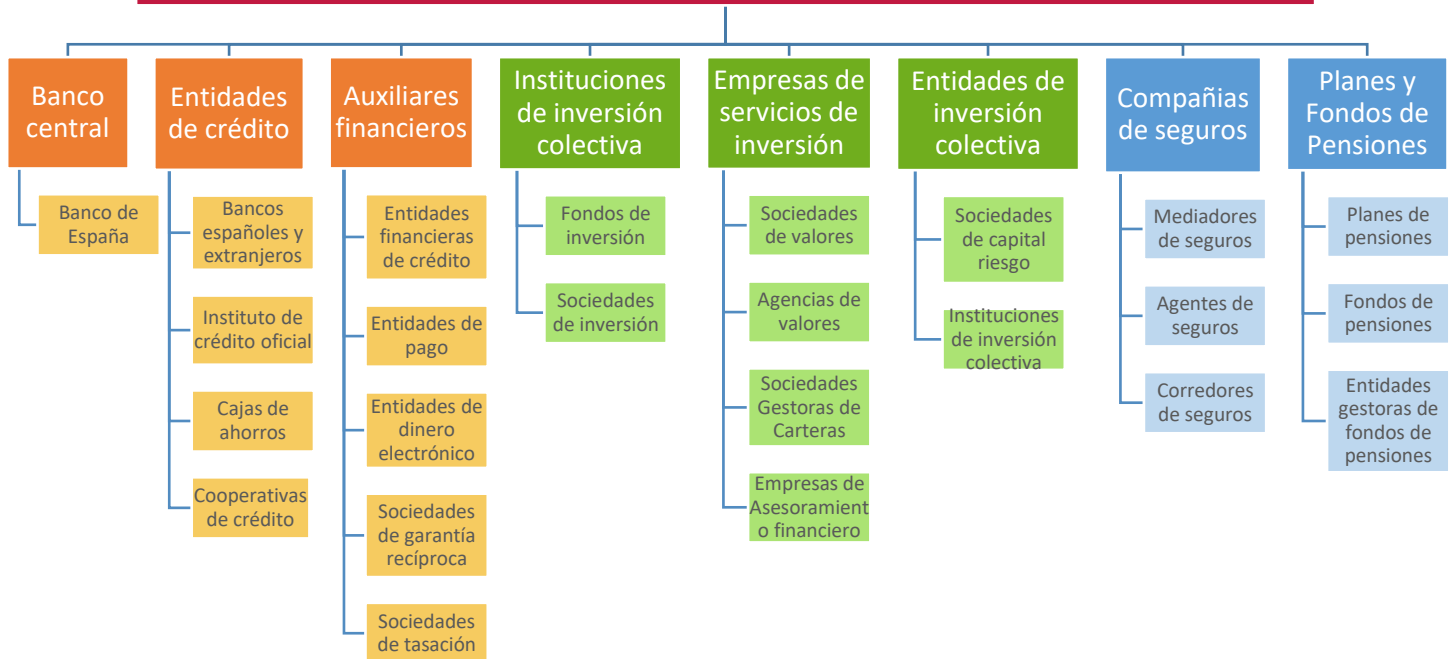 Banco
central
Entidades
de crédito
Auxiliares
financieros
Instituciones
de inversión
colectiva
Empresas de
servicios de
inversión
Entidades de
inversión
colectiva
Compañias
de seguros
Planes y
Fondos de
Pensiones
Banco de
España
Bancos
españoles y
extranjeros
Instituto de
crédito oficial
Cajas de
ahorros
Cooperativas
de crédito
Entidades
financieras
de crédito
Entidades de
pago
Entidades de
dinero
electrónico
Sociedades
de garantía
recíproca
Sociedades
de tasación
Fondos de
inversión
Sociedades
de inversión
Sociedades
de valores
Agencias de
valores
Sociedades
Gestoras de
Carteras
Empresas de
Asesoramient
o financiero
Sociedades
de capital
riesgo
Instituciones
de inversión
colectiva
Mediadores
de seguros
Agentes de
seguros
Corredores
de seguros
Planes de
pensiones
Fondos de
pensiones
Entidades
gestoras de
fondos de
pensiones